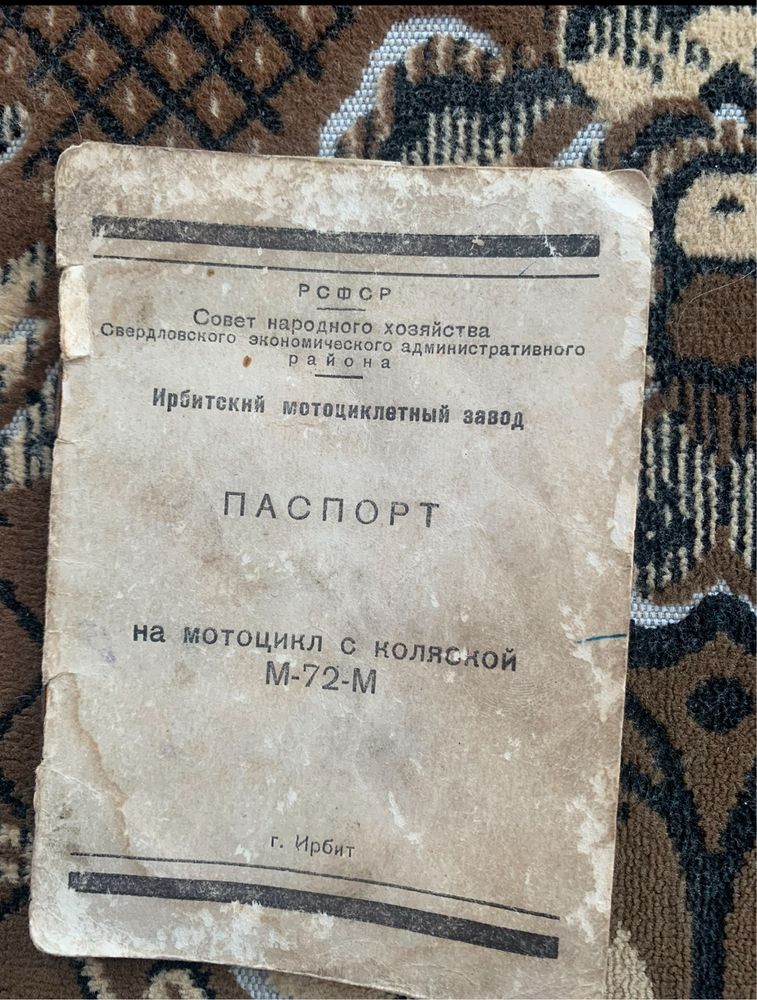 РСФСР
Совет народного хозяйства
Свердловского экономического административного
района
Ирбитский мотоциклетный завод
ПАСПОРТ
на мотоцикл с коляской
М-72-М
г. Ирбит